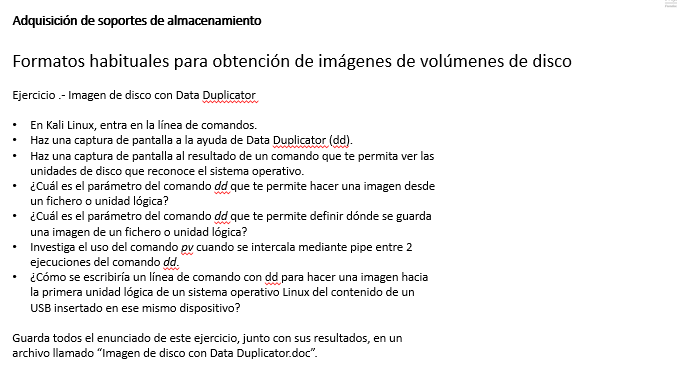 Adquisición de soportes de almacenamiento
Formatos habituales para obtención de imágenes de volúmenes de disco
Ejercicio .- Imagen de disco con Data Duplicator
• En Kali Linux, entra en la línea de comandos.
• Haz una captura de pantalla a la ayuda de Data Duplicator (dd).
• Haz una captura de pantalla al resultado de un comando que te permita ver las
unidades de disco que reconoce el sistema operativo.
• ¿Cuál es el parámetro del comando dd que te permite hacer una imagen desde
un fichero o unidad lógica?
• ¿Cuál es el parámetro del comando dd que te permite definir dónde se guarda
una imagen de un fichero o unidad lógica?
• Investiga el uso del comando pv cuando se intercala mediante pipe entre 2
ejecuciones del comando dd.
• ¿Cómo se escribiría un línea de comando con dd para hacer una imagen hacia
la primera unidad lógica de un sistema operativo Linux del contenido de un
USB insertado en ese mismo dispositivo?
Guarda todos el enunciado de este ejercicio, junto con sus resultados, en un
archivo llamado “Imagen de disco con Data Duplicator.doc”.